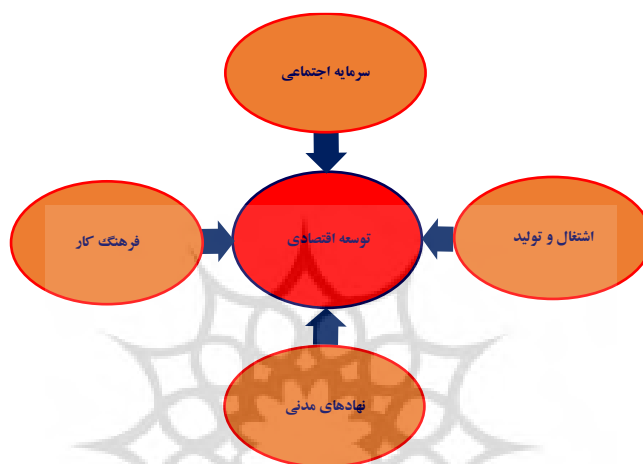 سرمایه اجتماعی
اشتغال و تولید
توسعه اقتصادی
فرهنگ کار
نهادهای مدنی